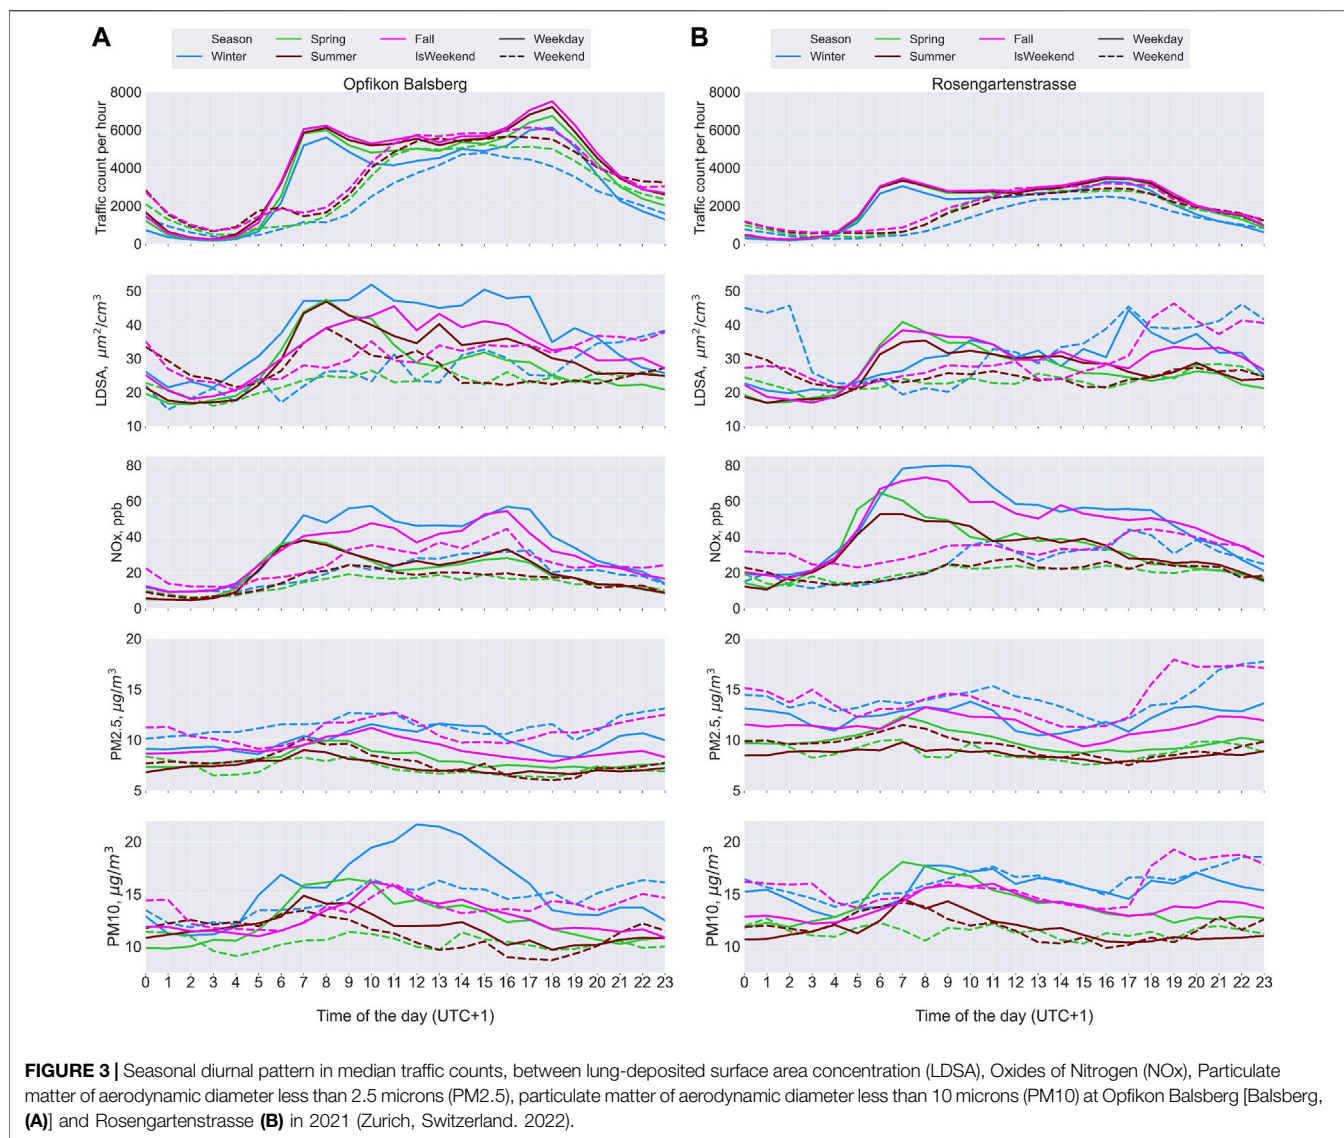 A
Season Spring Fall Weekday
Winter Summer IsWeekend Weekend
Opfikon Balsberg
Traffic count per hour
8000
6000
4000
2000
0
LDSA, μm²/cm³
50
40
30
20
10
NOx, ppb
80
60
40
20
0
PM2.5, μg/m³
20
15
10
5
PM10, μg/m³
20
15
10
0 1 2 3 4 5 6 7 8 9 10 11 12 13 14 15 16 17 18 19 20 21 22 23
Time of the day (UTC+1)
B
Season Spring Fall Weekday
Winter Summer IsWeekend Weekend
Rosengartenstrasse
Traffic count per hour
8000
6000
4000
2000
0
LDSA, μm²/cm³
50
40
30
20
10
NOx, ppb
80
60
40
20
0
PM2.5, μg/m³
20
15
10
5
PM10, μg/m³
20
15
10
0 1 2 3 4 5 6 7 8 9 10 11 12 13 14 15 16 17 18 19 20 21 22 23
Time of the day (UTC+1)
FIGURE 3 | Seasonal diurnal pattern in median traffic counts, between lung-deposited surface area concentration (LDSA), Oxides of Nitrogen (NOx), Particulate
matter of aerodynamic diameter less than 2.5 microns (PM2.5), particulate matter of aerodynamic diameter less than 10 microns (PM10) at Opfikon Balsberg [Balsberg,
(A)] and Rosengartenstrasse (B) in 2021 (Zurich, Switzerland. 2022).